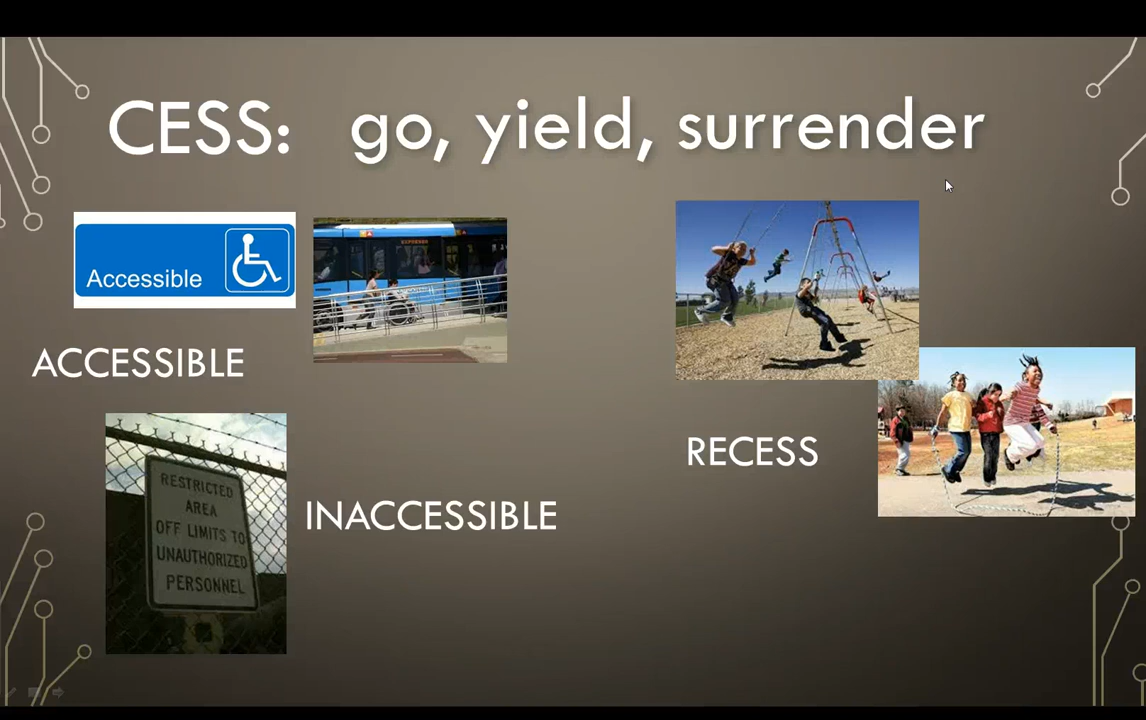 CESS: go, yield, surrender
Accessible
ACCESSIBLE
RECESS
RESTRICTED
AREA
OFF LIMITS TO
UNAUTHORIZED
PERSONNEL
INACCESSIBLE